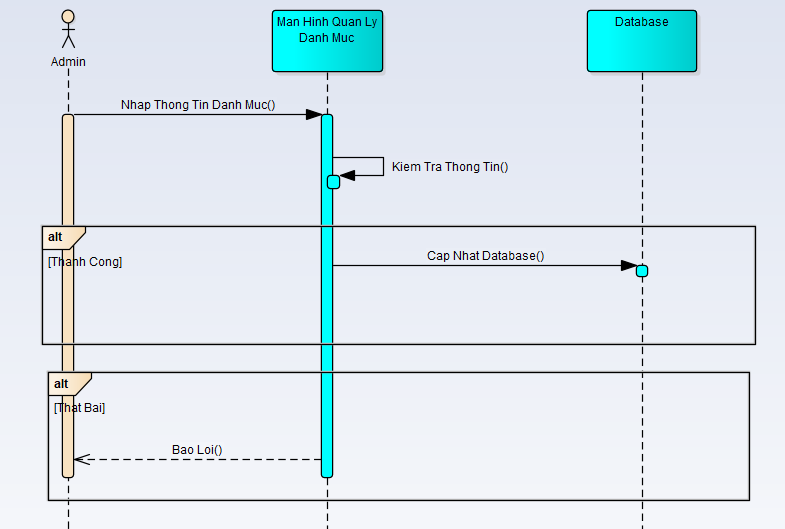 Admin
Man Hinh Quan Ly
Danh Muc
Database
Nhap Thong Tin Danh Muc()
Kiem Tra Thong Tin()
alt
[Thanh Cong]
Cap Nhat Database()
alt
[That Bai]
Bao Loi()